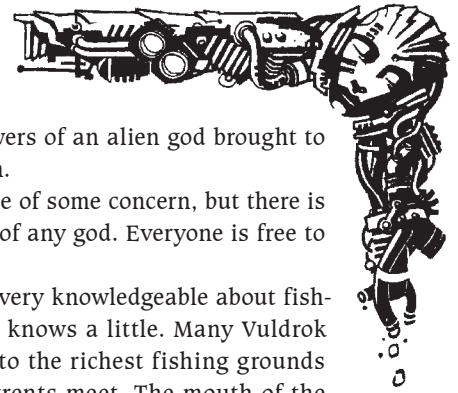 vers of an alien god brought to
n.
e of some concern, but there is
of any god. Everyone is free to
very knowledgeable about fish-
knows a little. Many Vuldrok
to the richest fishing grounds
rents meet. The mouth of the